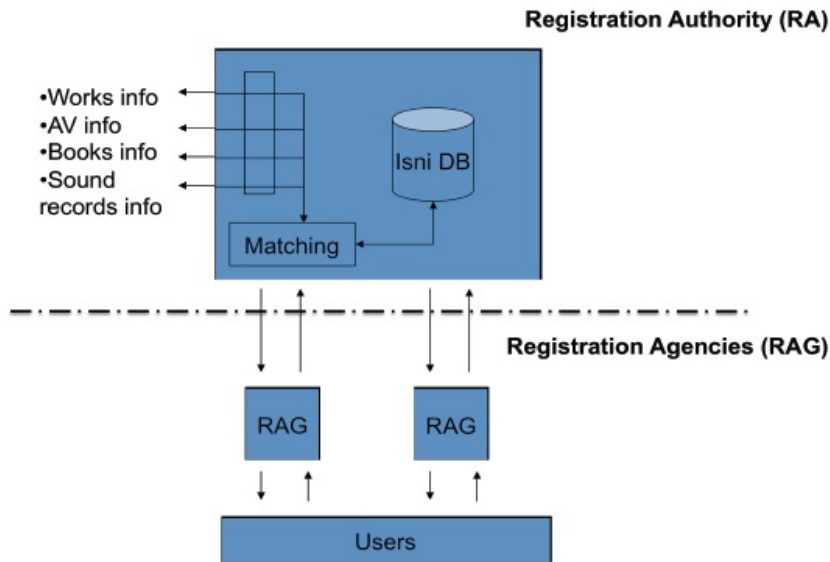 Registration Authority (RA)
•Works info
•AV info
•Books info
•Sound
records info
Isni DB
Matching
Registration Agencies (RAG)
RAG
RAG
Users